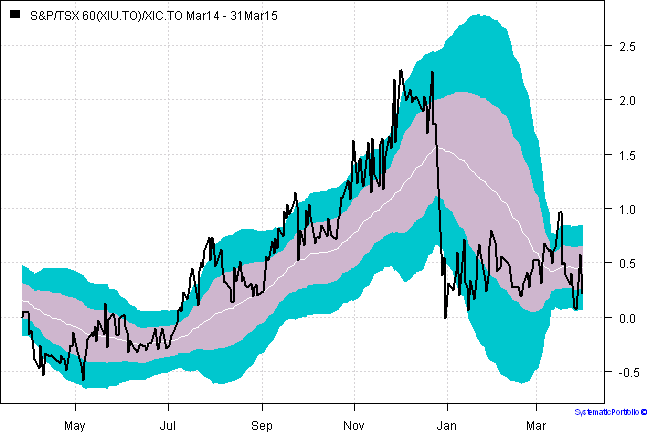 S&P/TSX 60(XIU.TO)/XIC.TO Mar14 - 31Mar15
2.5
2.0
1.5
1.0
0.5
0.0
-0.5
May Jul Sep Nov Jan Mar
SystematicPortfolio ©